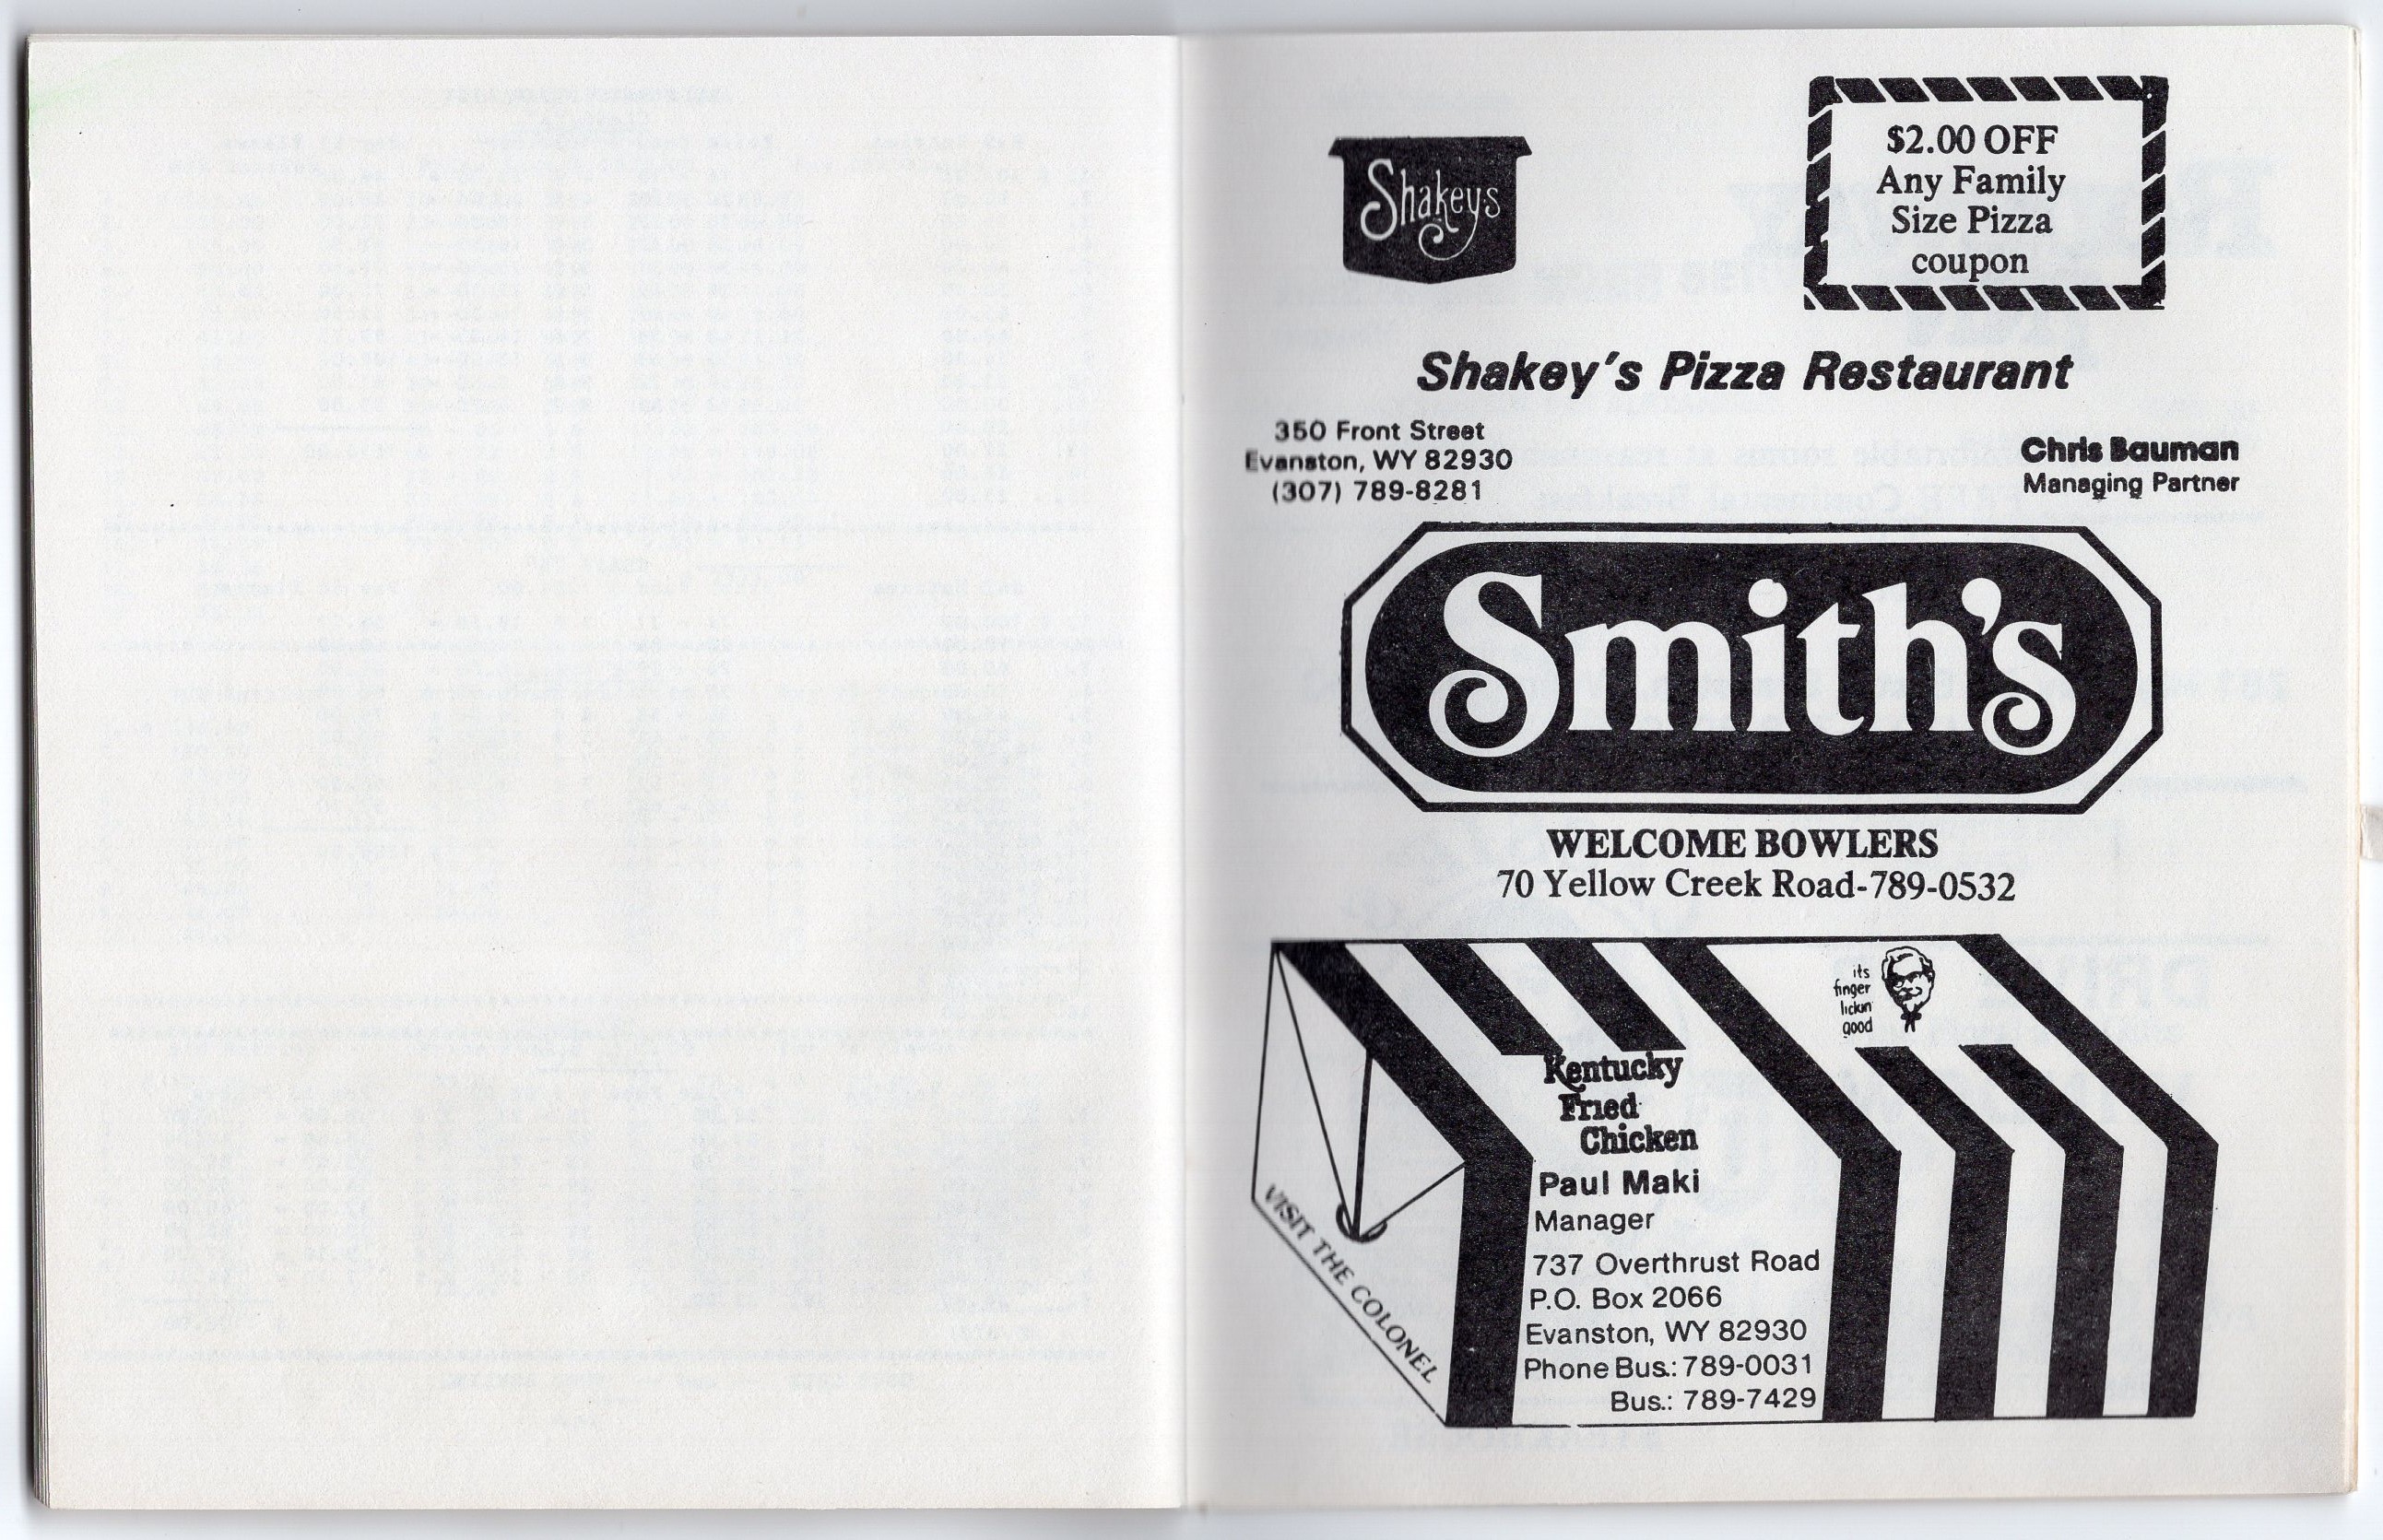 Shakey's
$2.00 OFF
Any Family
Size Pizza
coupon
Shakey's Pizza Restaurant
350 Front Street
Evanston, WY 82930
(307) 789-8281
Chris Bauman
Managing Partner
Smith's
WELCOME BOWLERS
70 Yellow Creek Road-789-0532
its
finger
lickin'
good
Kentucky
Fried
Chicken
Paul Maki
Manager
737 Overthrust Road
P.O. Box 2066
Evanston, WY 82930
Phone Bus.: 789-0031
Bus.: 789-7429
VISIT THE COLONEL